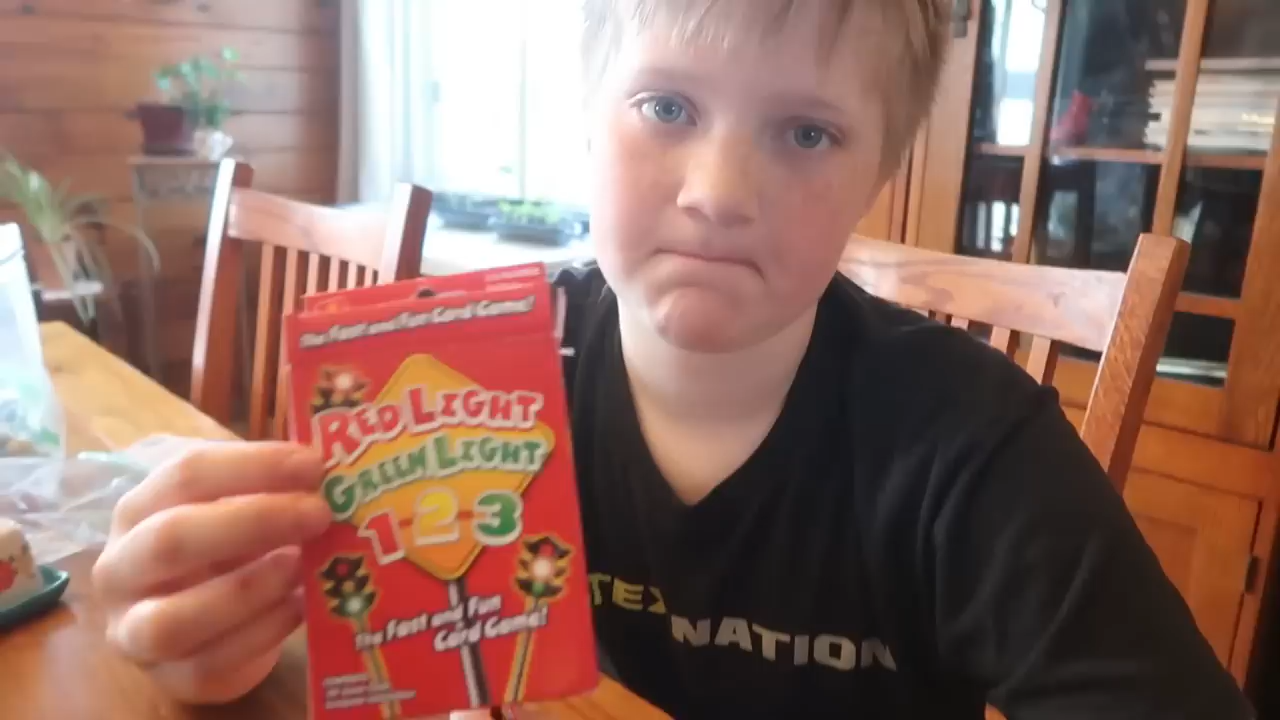 The Fast and Fun Card Game!
RED LIGHT
GREEN LIGHT
1 2 3
The Fast and Fun
Card Game!
NATION